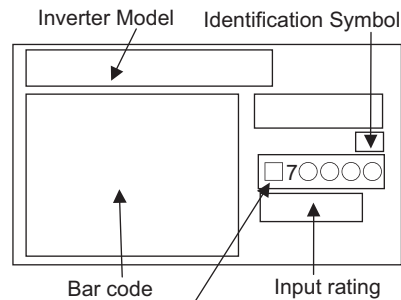 Inverter Model
Identification Symbol
□7○○○○
Bar code
Input rating